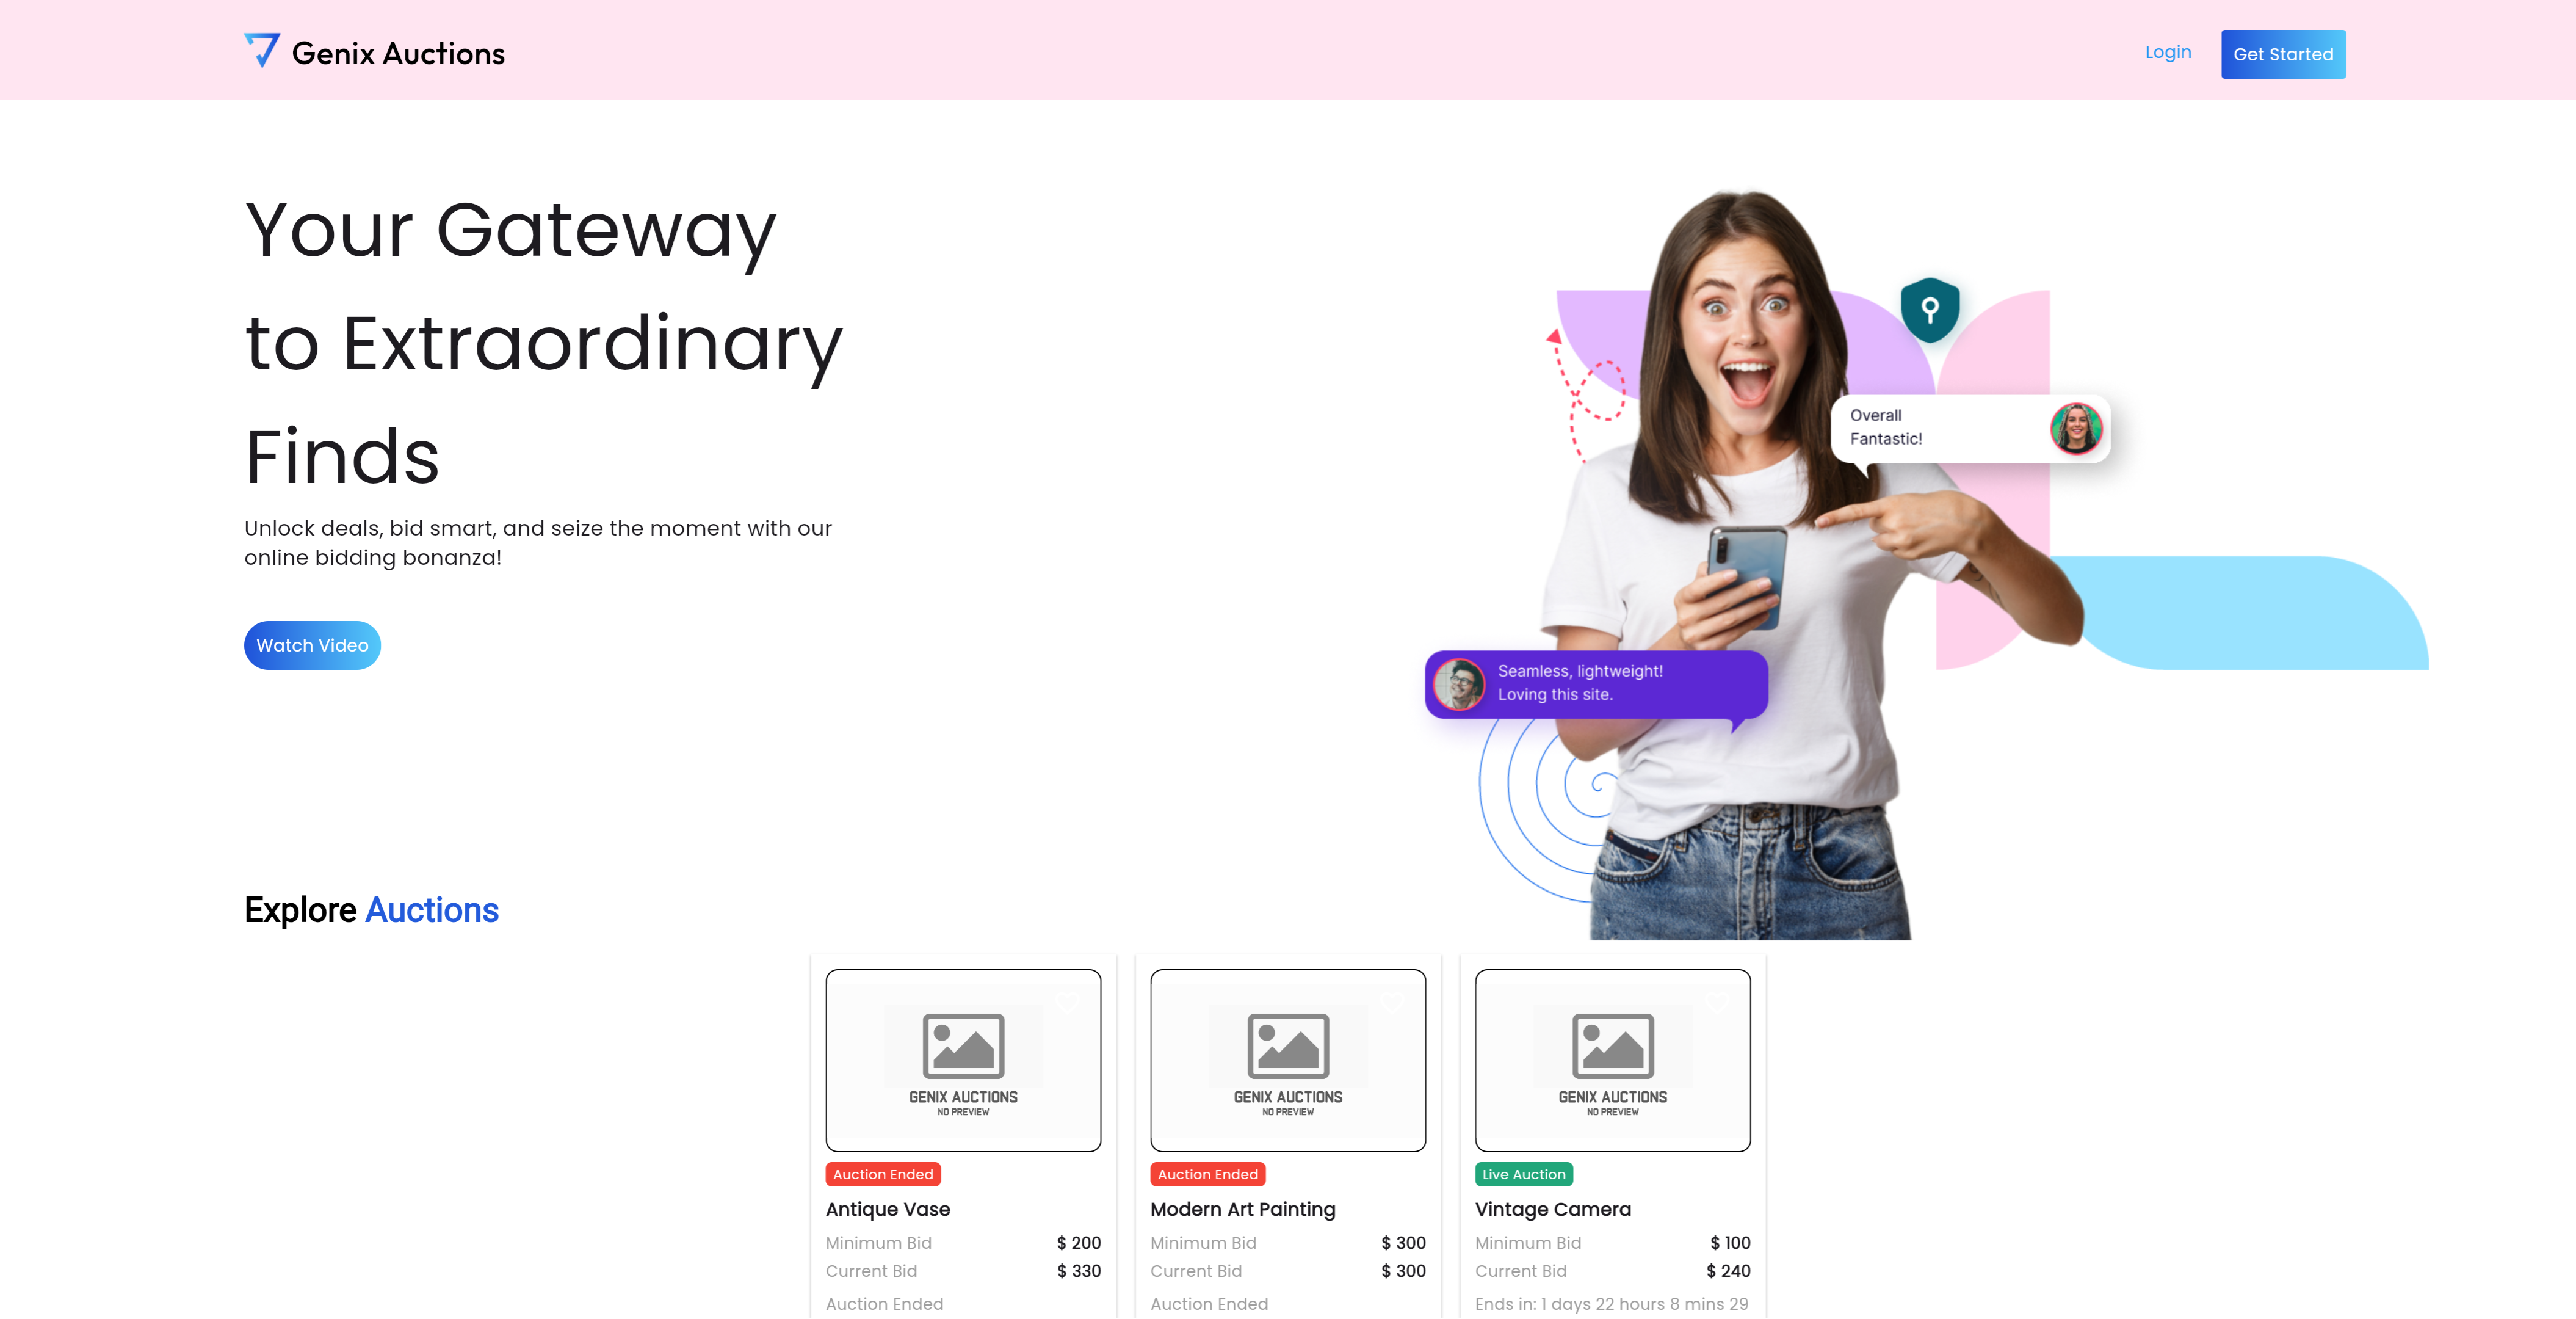 Genix Auctions
Login
Get Started
Your Gateway
to Extraordinary
Finds
Unlock deals, bid smart, and seize the moment with our
online bidding bonanza!
Watch Video
Overall
Fantastic!
Seamless, lightweight!
Loving this site.
Explore Auctions
GENIX AUCTIONS
NO PREVIEW
Auction Ended
Antique Vase
Minimum Bid $ 200
Current Bid $ 330
Auction Ended
GENIX AUCTIONS
NO PREVIEW
Auction Ended
Modern Art Painting
Minimum Bid $ 300
Current Bid $ 300
Auction Ended
GENIX AUCTIONS
NO PREVIEW
Live Auction
Vintage Camera
Minimum Bid $ 100
Current Bid $ 240
Ends in: 1 days 22 hours 8 mins 29